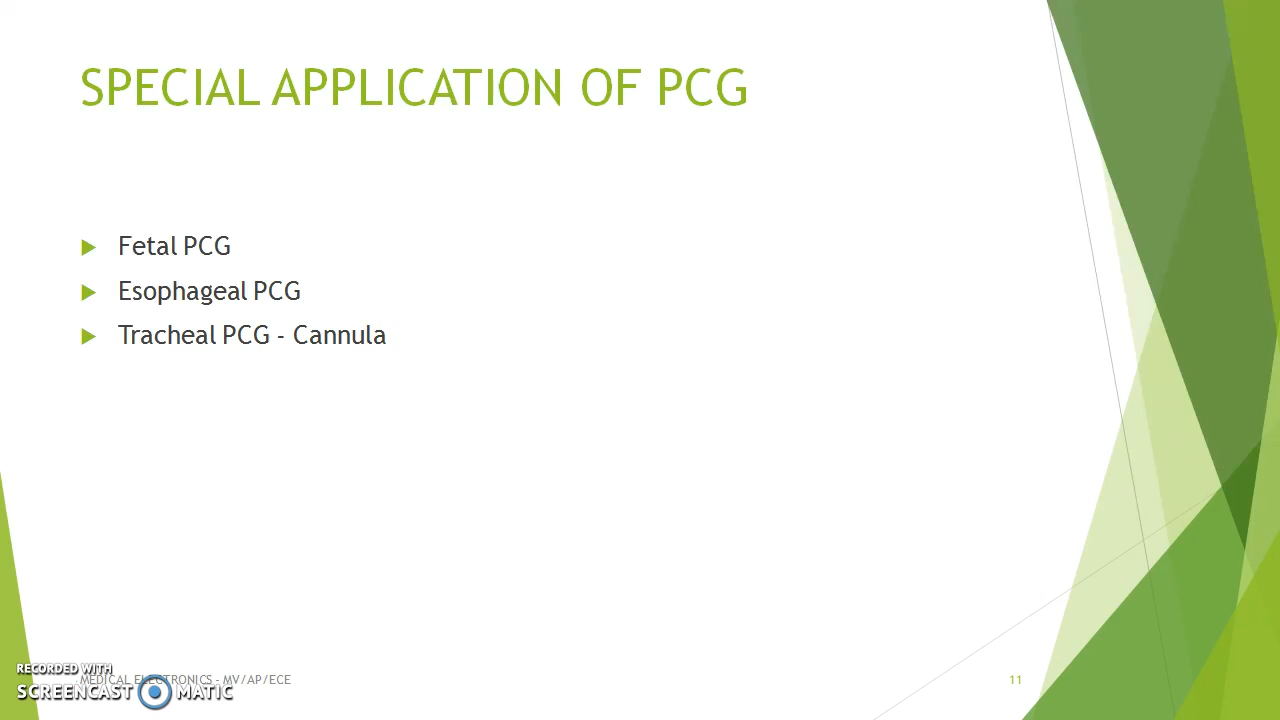 SPECIAL APPLICATION OF PCG
Fetal PCG
Esophageal PCG
Tracheal PCG - Cannula
RECORDED WITH
MEDICAL ELECTRONICS - MV/AP/ECE
11
SCREENCAST MATIC